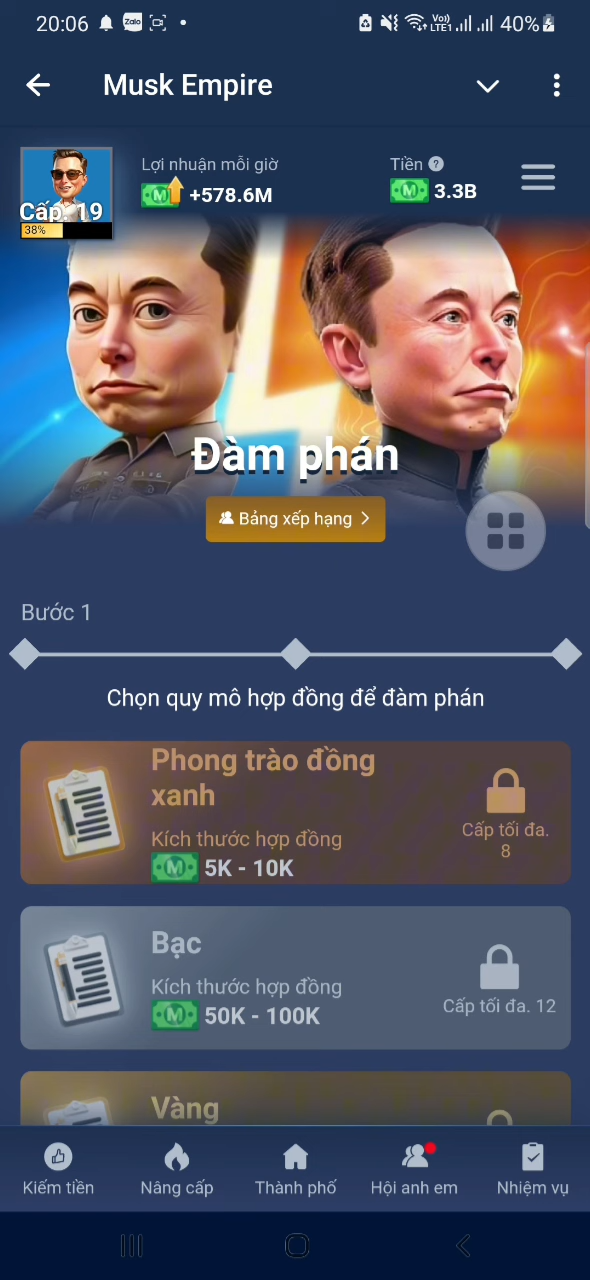 20:06
Zalo
Vo))
LTE1
40%
Musk Empire
Cấp. 19
38%
Lợi nhuận mỗi giờ
+578.6M
Tiền ?
3.3B
Đàm phán
Bảng xếp hạng
Bước 1
Chọn quy mô hợp đồng để đàm phán
Phong trào đồng
xanh
Kích thước hợp đồng
5K - 10K
Cấp tối đa.
8
Bạc
Kích thước hợp đồng
50K - 100K
Cấp tối đa. 12
Vàng
Kiếm tiền
Nâng cấp
Thành phố
Hội anh em
Nhiệm vụ